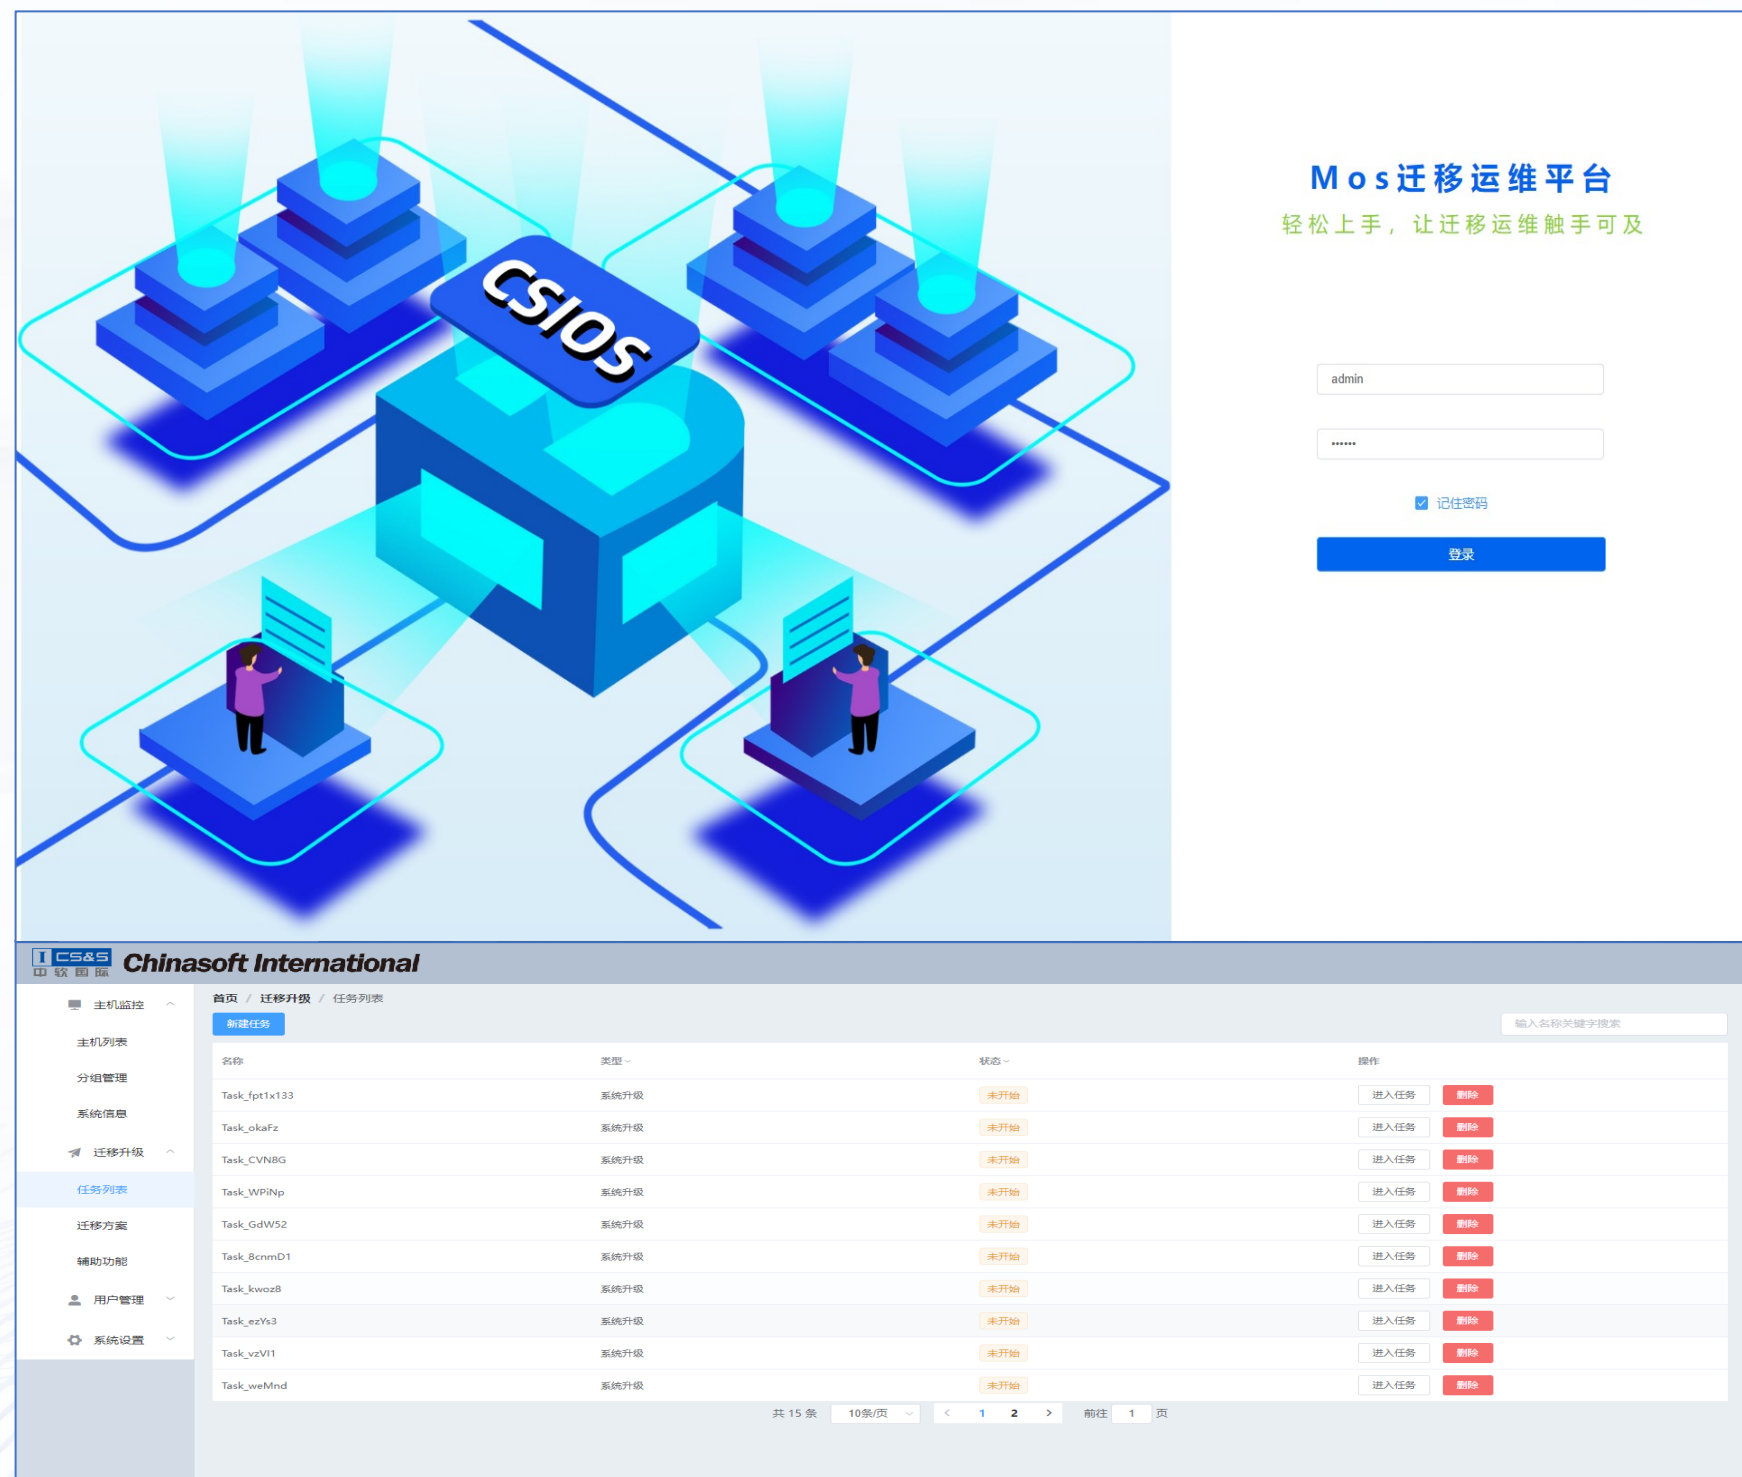 CSIOS
Mos迁移运维平台
轻松上手，让迁移运维触手可及
admin
••••••
记住密码
登录
I CS&S
中软国际
Chinasoft International
主机监控
主机列表
分组管理
系统信息
迁移升级
任务列表
迁移方案
辅助功能
用户管理
系统设置
首页 / 迁移升级 / 任务列表
新建任务
输入名称关键字搜索
名称 类型 状态 操作
Task_fpt1x133 系统升级 未开始 进入任务 删除
Task_okaFz 系统升级 未开始 进入任务 删除
Task_CVN8G 系统升级 未开始 进入任务 删除
Task_WPiNp 系统升级 未开始 进入任务 删除
Task_GdW52 系统升级 未开始 进入任务 删除
Task_8cnmD1 系统升级 未开始 进入任务 删除
Task_kwoz8 系统升级 未开始 进入任务 删除
Task_ezYs3 系统升级 未开始 进入任务 删除
Task_vzVI1 系统升级 未开始 进入任务 删除
Task_weMnd 系统升级 未开始 进入任务 删除
共 15 条 10条/页 < 1 2 > 前往 1 页